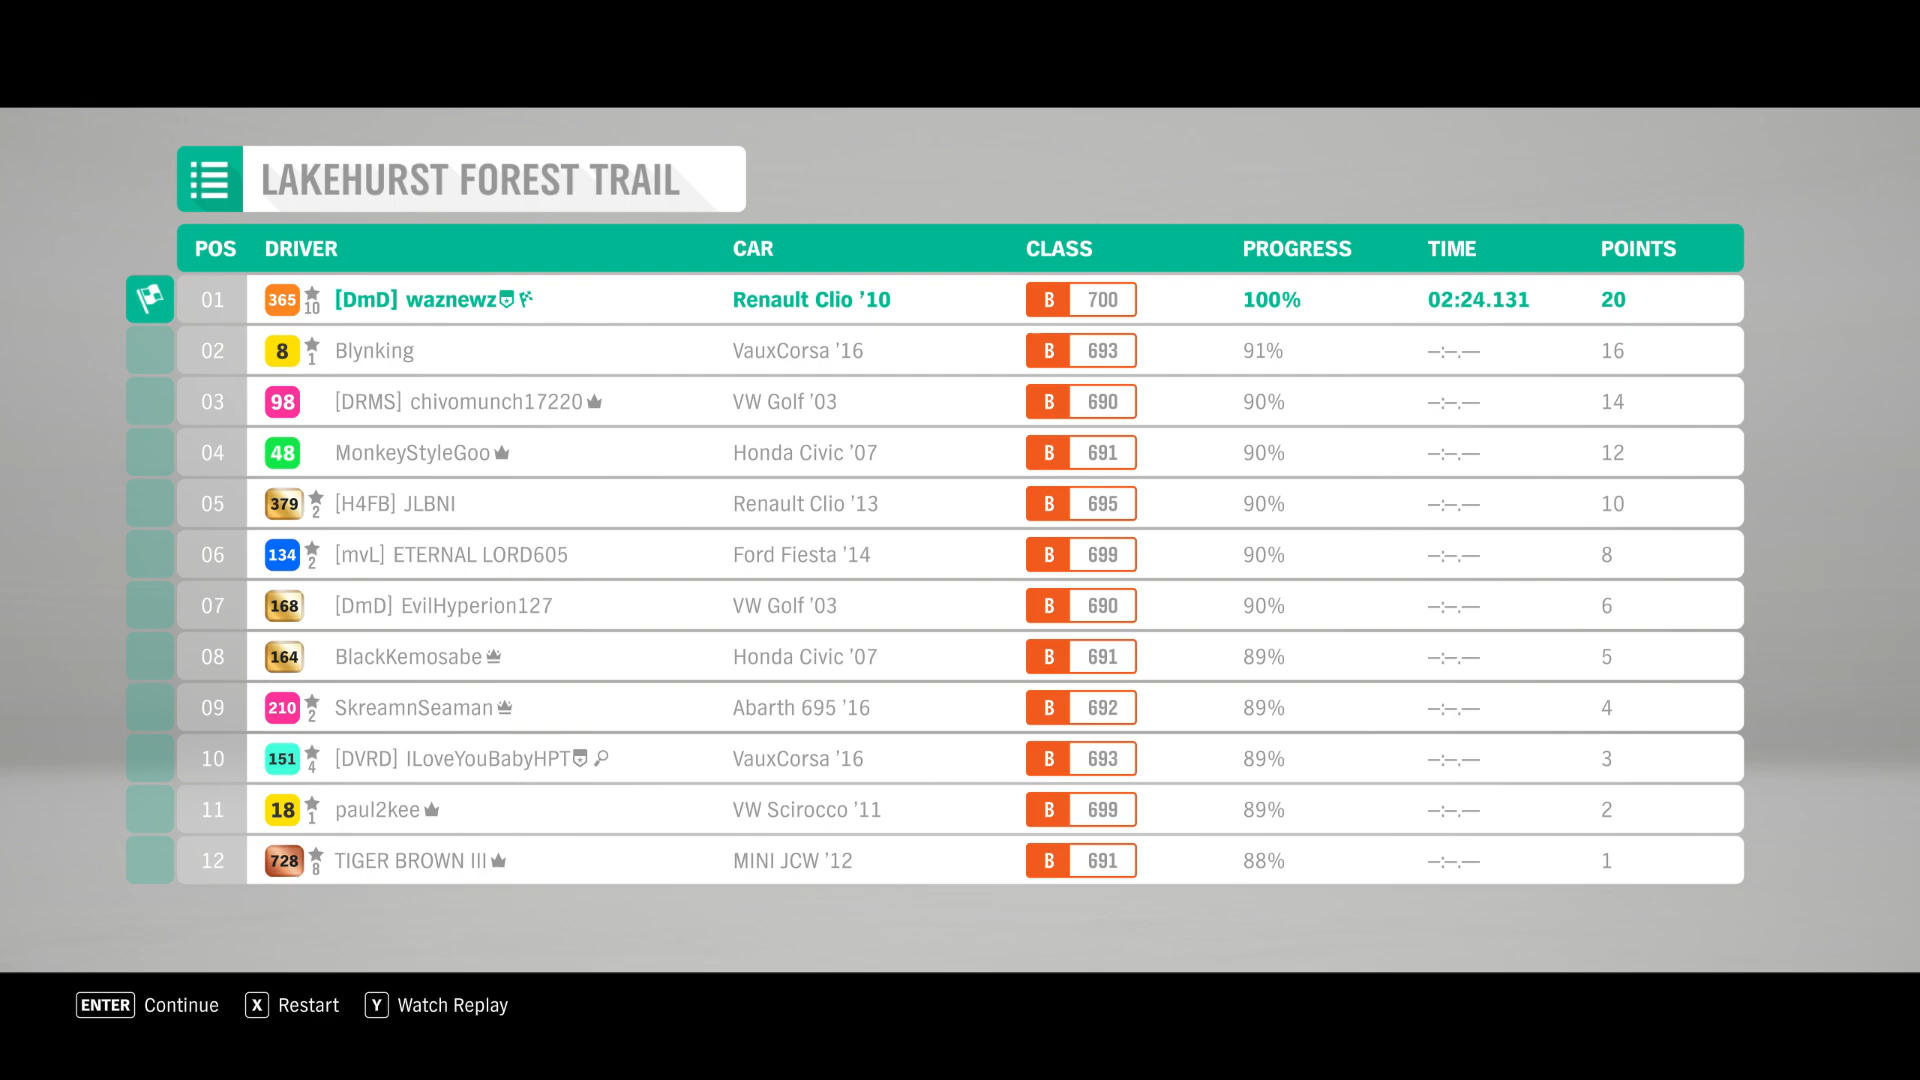 LAKEHURST FOREST TRAIL
POS DRIVER CAR CLASS PROGRESS TIME POINTS
01 365 10 [DmD] waznewz Renault Clio ’10 B 700 100% 02:24.131 20
02 8 1 Blynking VauxCorsa ’16 B 693 91% –:–.– 16
03 98 [DRMS] chivomunch17220 VW Golf ’03 B 690 90% –:–.– 14
04 48 MonkeyStyleGoo Honda Civic ’07 B 691 90% –:–.– 12
05 379 2 [H4FB] JLBNI Renault Clio ’13 B 695 90% –:–.– 10
06 134 2 [mvL] ETERNAL LORD605 Ford Fiesta ’14 B 699 90% –:–.– 8
07 168 [DmD] EvilHyperion127 VW Golf ’03 B 690 90% –:–.– 6
08 164 BlackKemosabe Honda Civic ’07 B 691 89% –:–.– 5
09 210 2 SkreamnSeaman Abarth 695 ’16 B 692 89% –:–.– 4
10 151 4 [DVRD] ILoveYouBabyHPT VauxCorsa ’16 B 693 89% –:–.– 3
11 18 1 paul2kee VW Scirocco ’11 B 699 89% –:–.– 2
12 728 8 TIGER BROWN III MINI JCW ’12 B 691 88% –:–.– 1
ENTER Continue X Restart Y Watch Replay